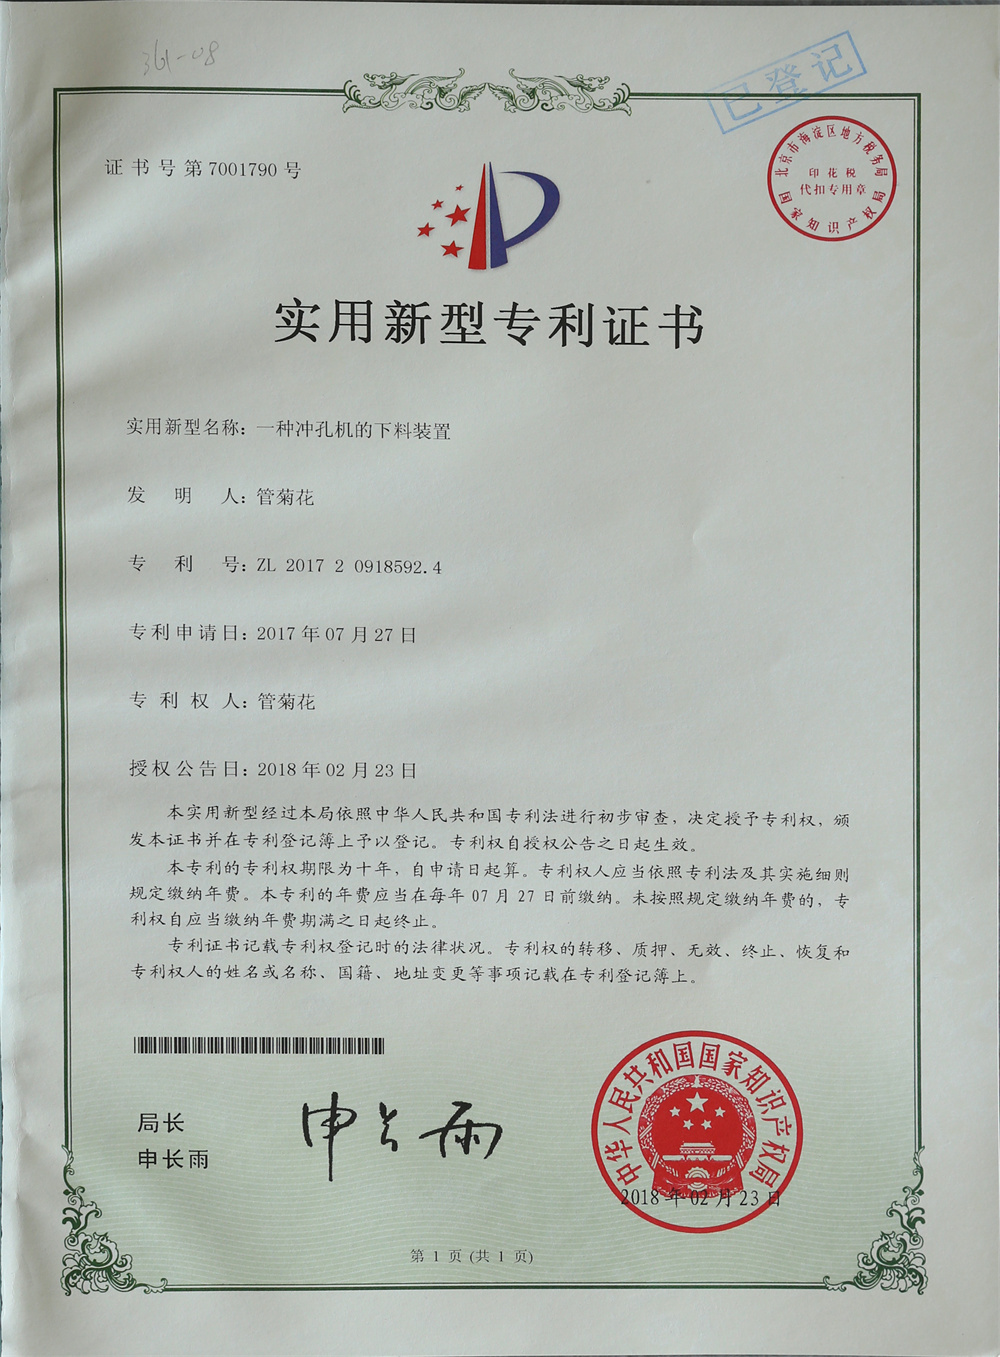 361-08
已登记
证书号第7001790号
北京市海淀区地方税务局
印花税
代扣专用章
国家知识产权局
实用新型专利证书
实用新型名称：一种冲孔机的下料装置
发明人：管菊花
专利号：ZL 2017 2 0918592.4
专利申请日：2017年07月27日
专利权人：管菊花
授权公告日：2018年02月23日
本实用新型经过本局依照中华人民共和国专利法进行初步审查，决定授予专利权，颁
发本证书并在专利登记簿上予以登记。专利权自授权公告之日起生效。
本专利的专利权期限为十年，自申请日起算。专利权人应当依照专利法及其实施细则
规定缴纳年费。本专利的年费应当在每年07月27日前缴纳。未按照规定缴纳年费的，专
利权自应当缴纳年费期满之日起终止。
专利证书记载专利权登记时的法律状况。专利权的转移、质押、无效、终止、恢复和
专利权人的姓名或名称、国籍、地址变更等事项记载在专利登记簿上。
局长
申长雨
申长雨
中华人民共和国国家知识产权局
2018年02月23日
第1页(共1页)